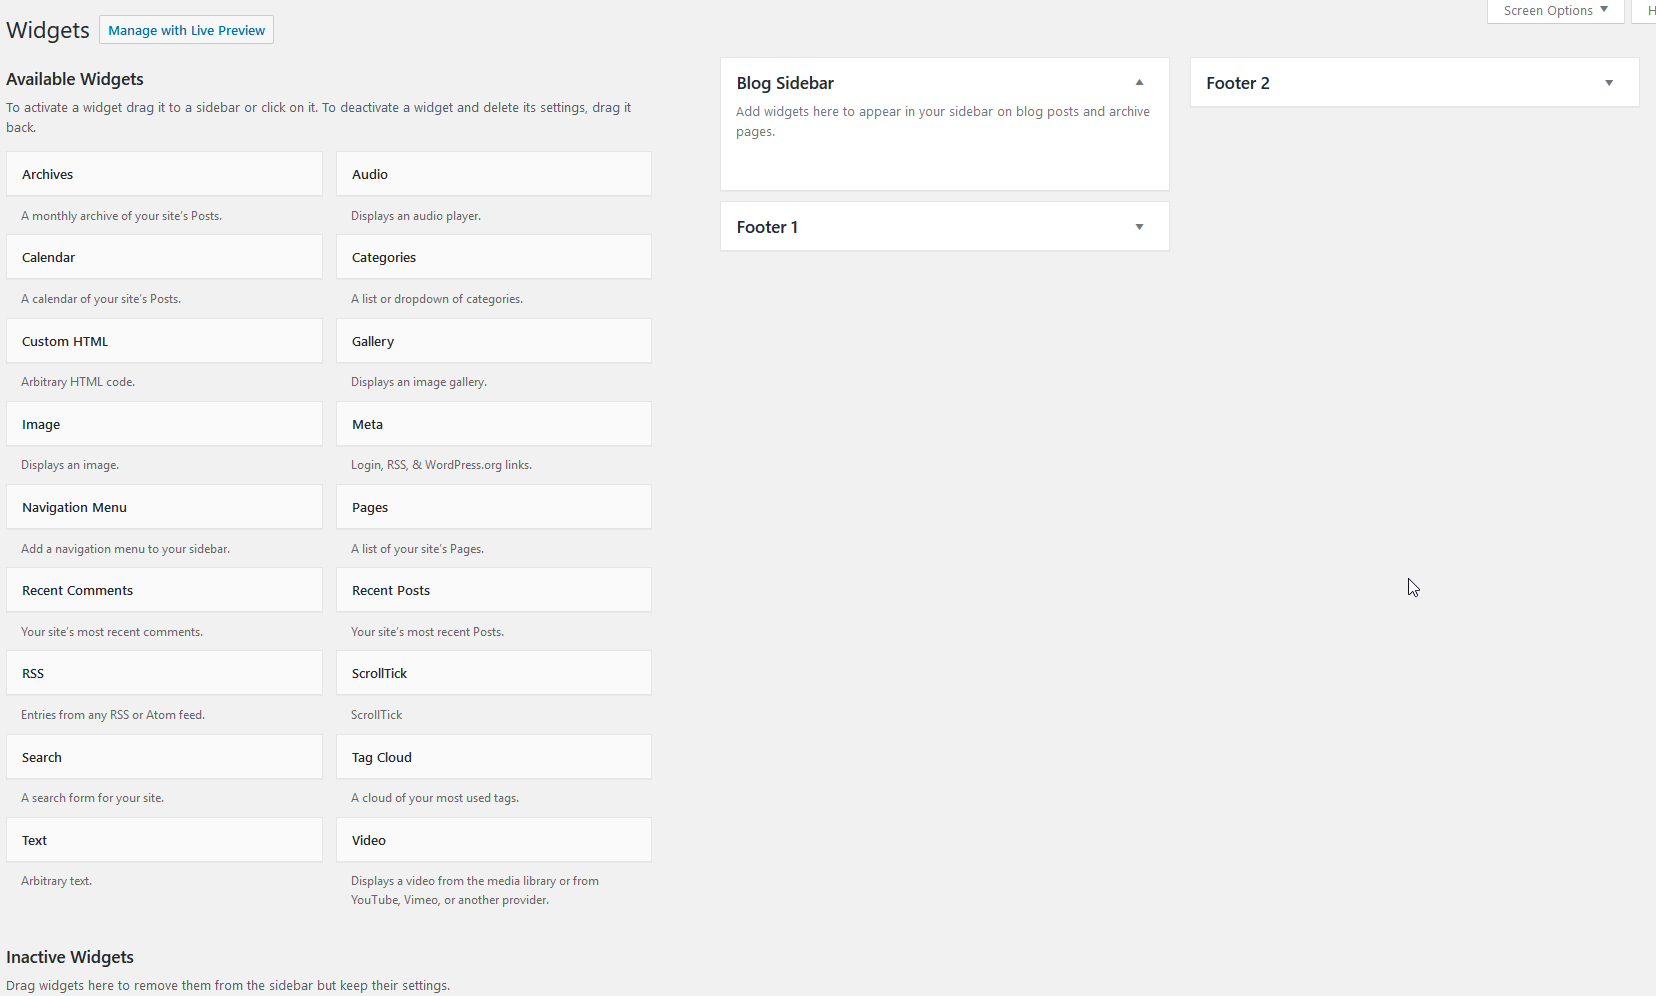 Screen Options
H
Widgets
Manage with Live Preview
Available Widgets
To activate a widget drag it to a sidebar or click on it. To deactivate a widget and delete its settings, drag it
back.
Archives
Audio
A monthly archive of your site's Posts.
Displays an audio player.
Calendar
Categories
A calendar of your site's Posts.
A list or dropdown of categories.
Custom HTML
Gallery
Arbitrary HTML code.
Displays an image gallery.
Image
Meta
Displays an image.
Login, RSS, & WordPress.org links.
Navigation Menu
Pages
Add a navigation menu to your sidebar.
A list of your site's Pages.
Recent Comments
Recent Posts
Your site's most recent comments.
Your site's most recent Posts.
RSS
ScrollTick
Entries from any RSS or Atom feed.
ScrollTick
Search
Tag Cloud
A search form for your site.
A cloud of your most used tags.
Text
Video
Arbitrary text.
Displays a video from the media library or from
YouTube, Vimeo, or another provider.
Inactive Widgets
Drag widgets here to remove them from the sidebar but keep their settings.
Blog Sidebar
Add widgets here to appear in your sidebar on blog posts and archive
pages.
Footer 1
Footer 2